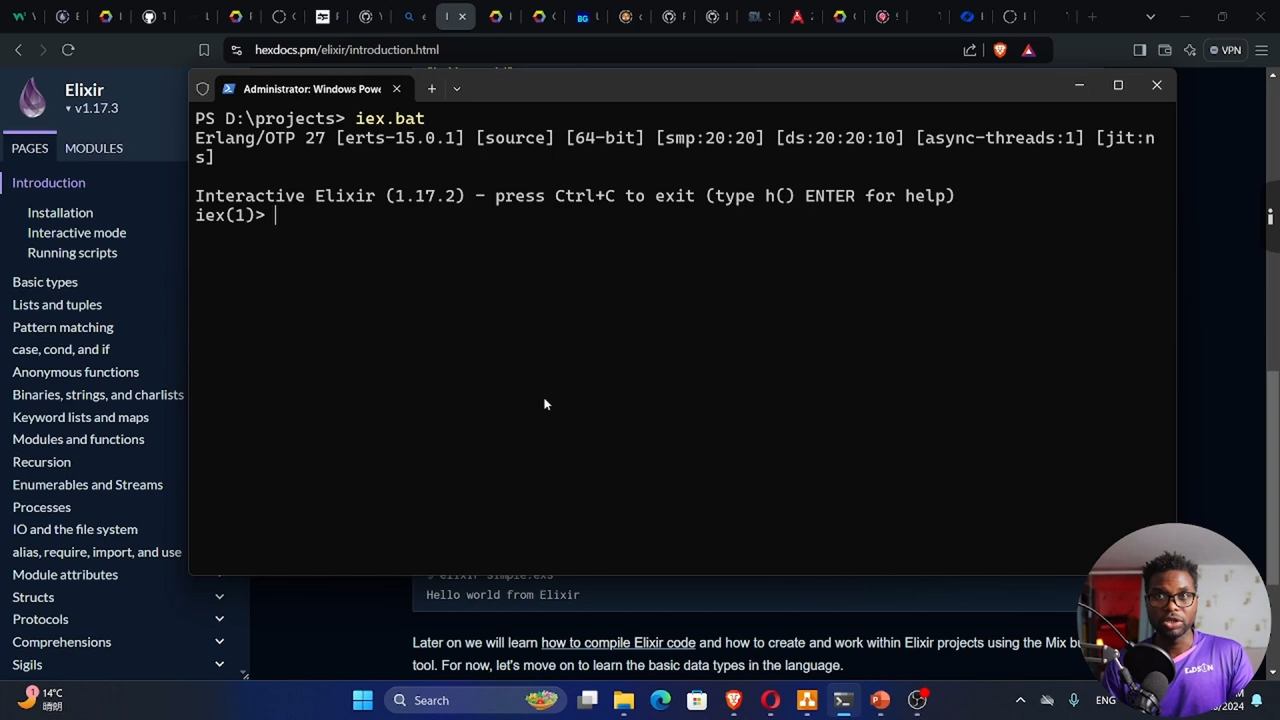 hexdocs.pm/elixir/introduction.html
VPN
Elixir
v1.17.3
PAGES
MODULES
Introduction
Installation
Interactive mode
Running scripts
Basic types
Lists and tuples
Pattern matching
case, cond, and if
Anonymous functions
Binaries, strings, and charlists
Keyword lists and maps
Modules and functions
Recursion
Enumerables and Streams
Processes
IO and the file system
alias, require, import, and use
Module attributes
Structs
Protocols
Comprehensions
Sigils
Administrator: Windows Powe
PS D:\projects> iex.bat
Erlang/OTP 27 [erts-15.0.1] [source] [64-bit] [smp:20:20] [ds:20:20:10] [async-threads:1] [jit:n
s]
Interactive Elixir (1.17.2) - press Ctrl+C to exit (type h() ENTER for help)
iex(1)>
Hello world from Elixir
Later on we will learn how to compile Elixir code and how to create and work within Elixir projects using the Mix bu
tool. For now, let's move on to learn the basic data types in the language.
14°C
晴朗
Search
ENG